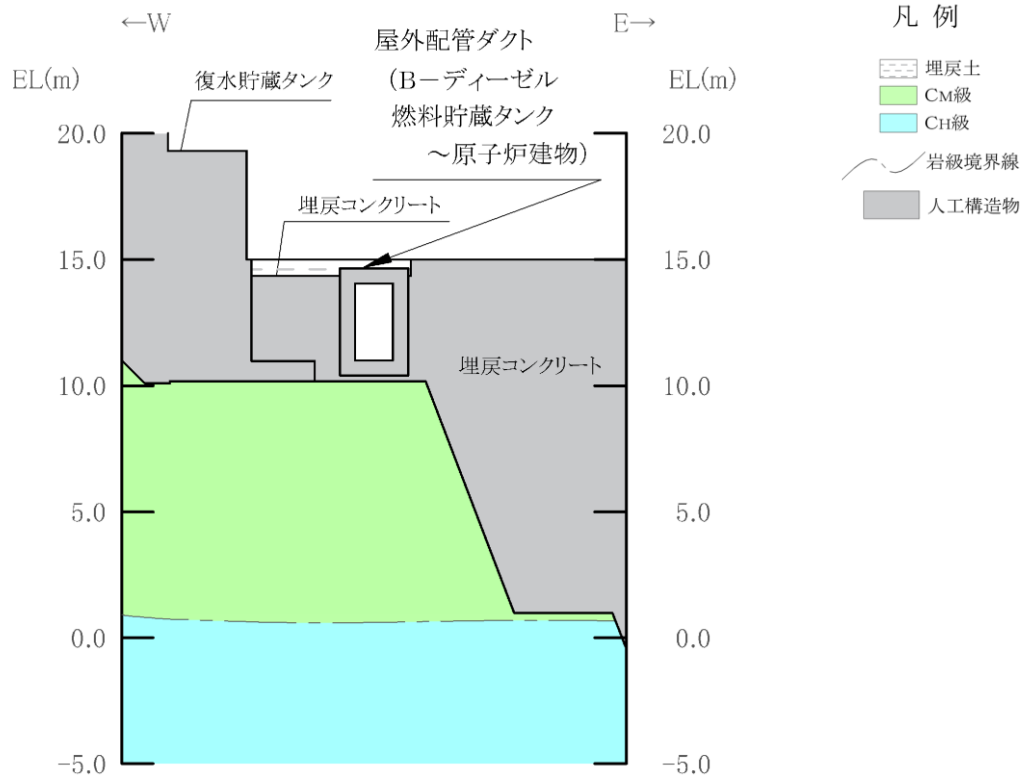 ←W
E→
EL(m)
EL(m)
復水貯蔵タンク
屋外配管ダクト
(B-ディーゼル
燃料貯蔵タンク
~原子炉建物)
埋戻コンクリート
埋戻コンクリート
20.0
15.0
10.0
5.0
0.0
-5.0
20.0
15.0
10.0
5.0
0.0
-5.0
凡 例
埋戻土
CM級
CH級
岩級境界線
人工構造物